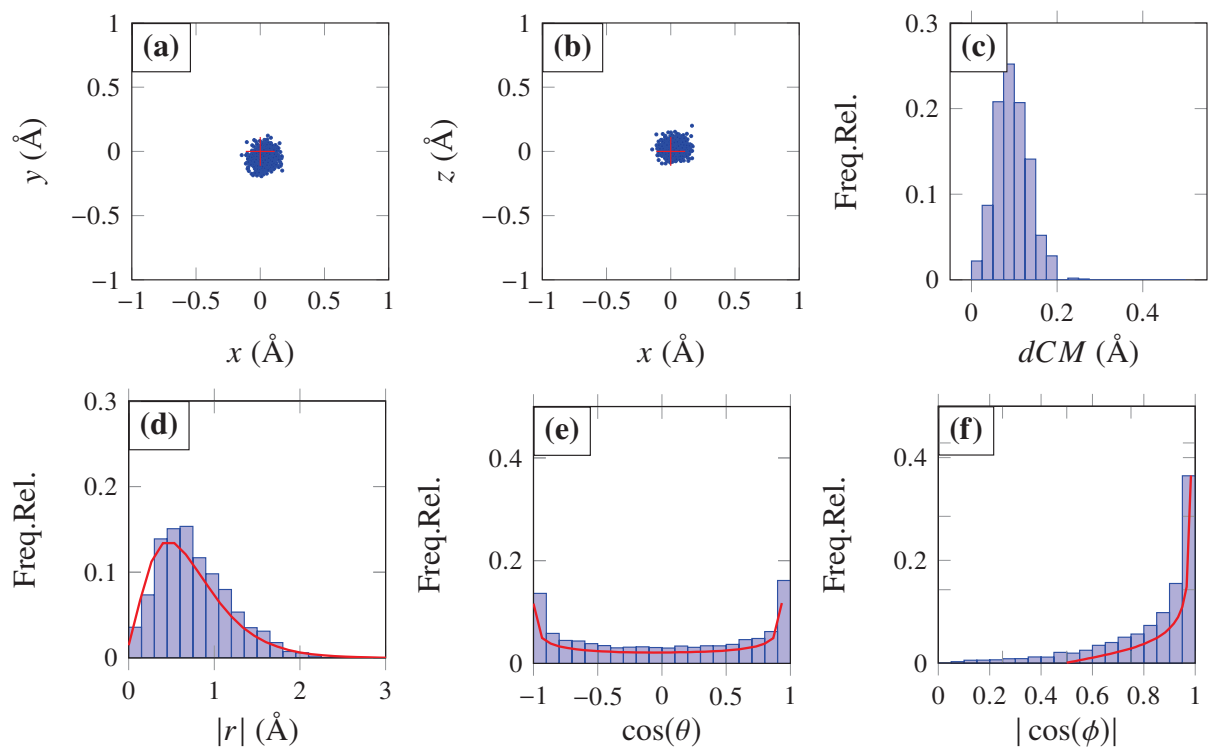 (a)
1
0.5
0
−0.5
−1
y (Å)
−1 −0.5 0 0.5 1
x (Å)
(b)
1
0.5
0
−0.5
−1
z (Å)
−1 −0.5 0 0.5 1
x (Å)
(c)
0.3
0.2
0.1
0
Freq.Rel.
0 0.2 0.4
dCM (Å)
(d)
0.3
0.2
0.1
0
Freq.Rel.
0 1 2 3
|r| (Å)
(e)
0.4
0.2
0
Freq.Rel.
−1 −0.5 0 0.5 1
cos(θ)
(f)
0.4
0.2
0
Freq.Rel.
0 0.2 0.4 0.6 0.8 1
| cos(ϕ)|